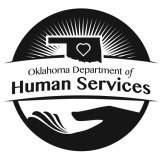 Oklahoma Department of
Human Services